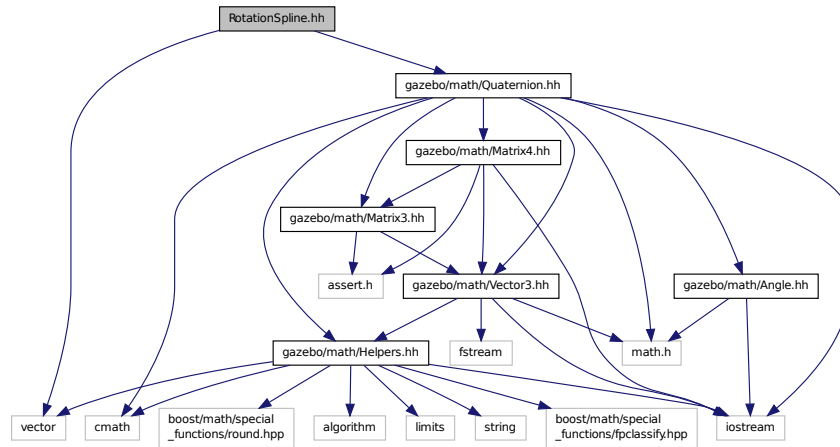 RotationSpline.hh
gazebo/math/Quaternion.hh
gazebo/math/Matrix4.hh
gazebo/math/Matrix3.hh
assert.h
gazebo/math/Vector3.hh
gazebo/math/Angle.hh
gazebo/math/Helpers.hh
fstream
math.h
vector
cmath
boost/math/special
_functions/round.hpp
algorithm
limits
string
boost/math/special
_functions/fpclassify.hpp
iostream